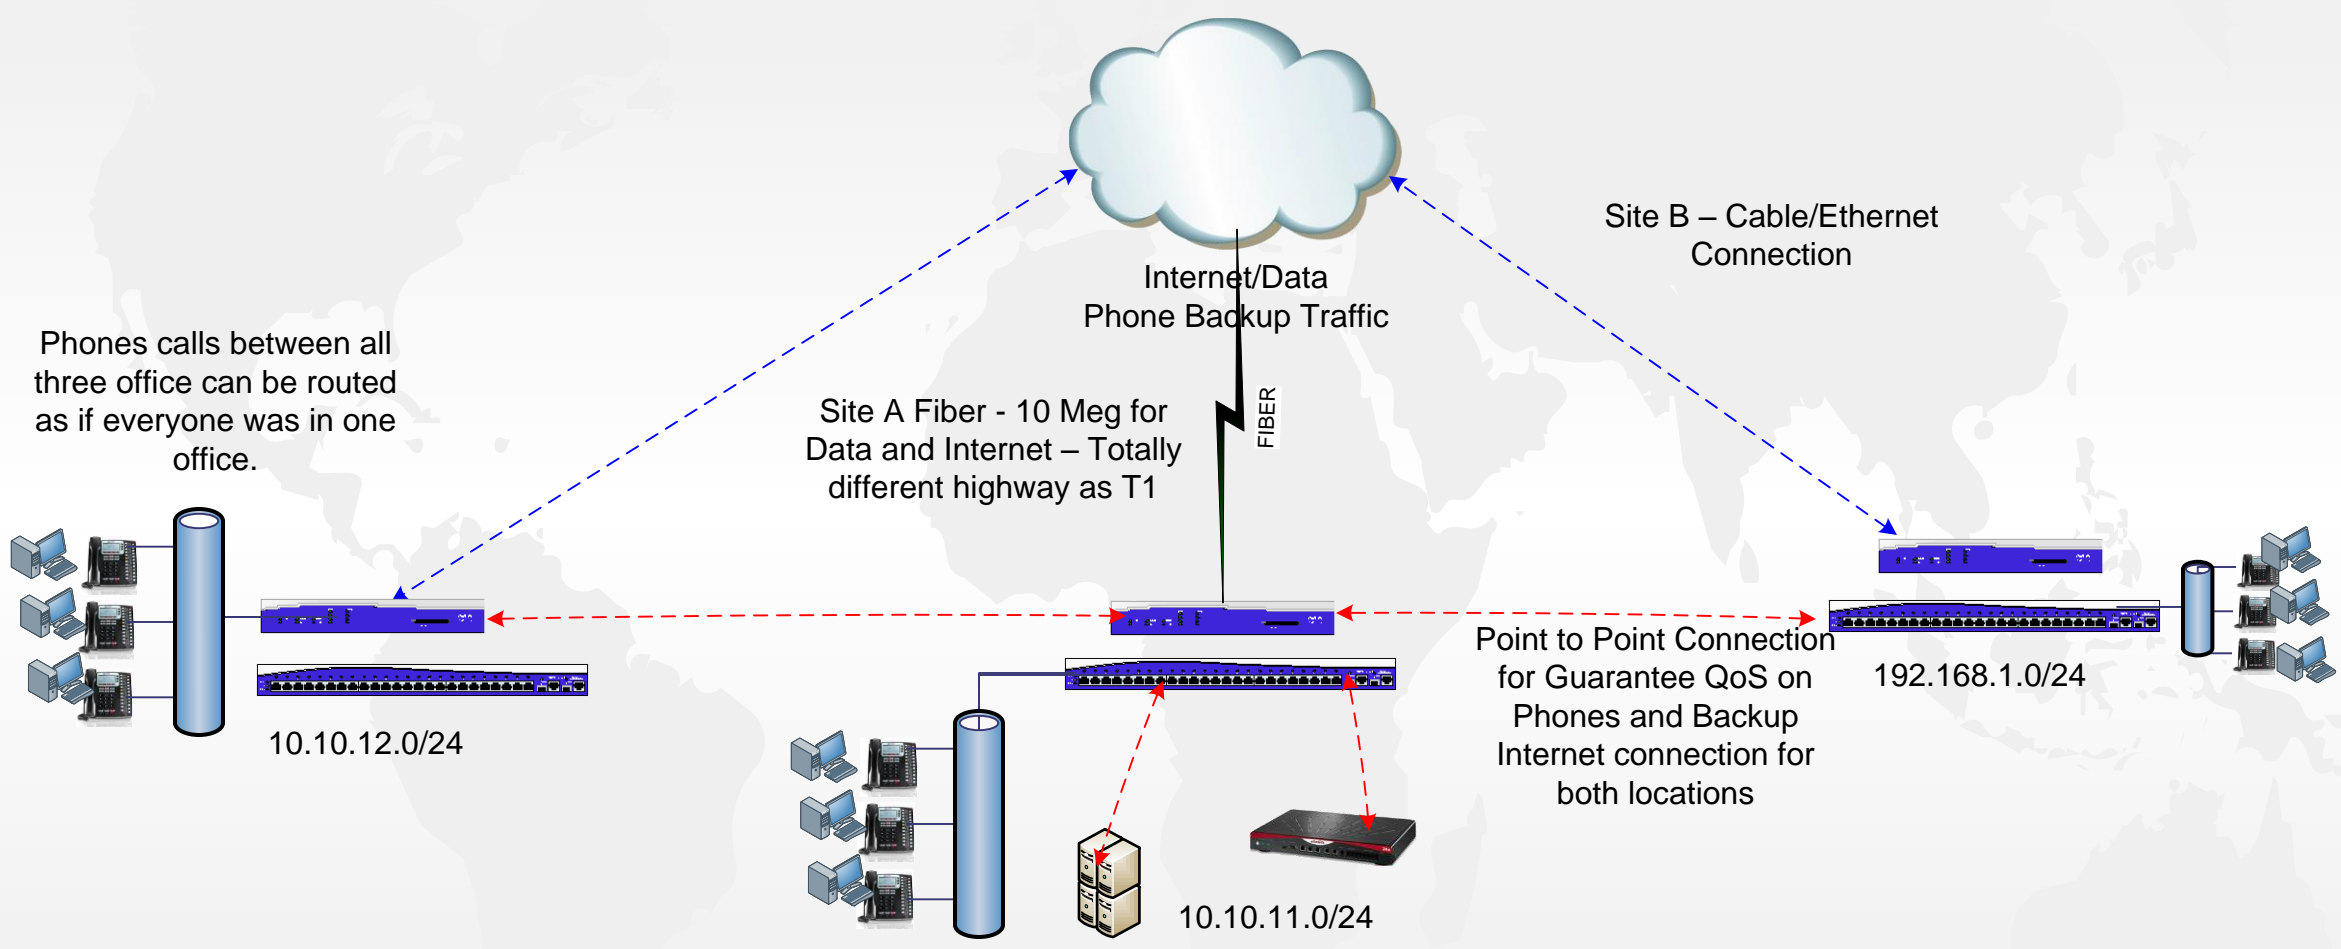 Internet/Data
Phone Backup Traffic
Site B – Cable/Ethernet
Connection
Phones calls between all
three office can be routed
as if everyone was in one
office.
Site A Fiber - 10 Meg for
Data and Internet – Totally
different highway as T1
FIBER
Point to Point Connection
for Guarantee QoS on
Phones and Backup
Internet connection for
both locations
192.168.1.0/24
10.10.12.0/24
10.10.11.0/24